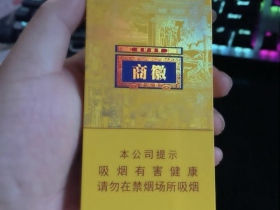 商徽
本公司提示
吸烟有害健康
请勿在禁烟场所吸烟